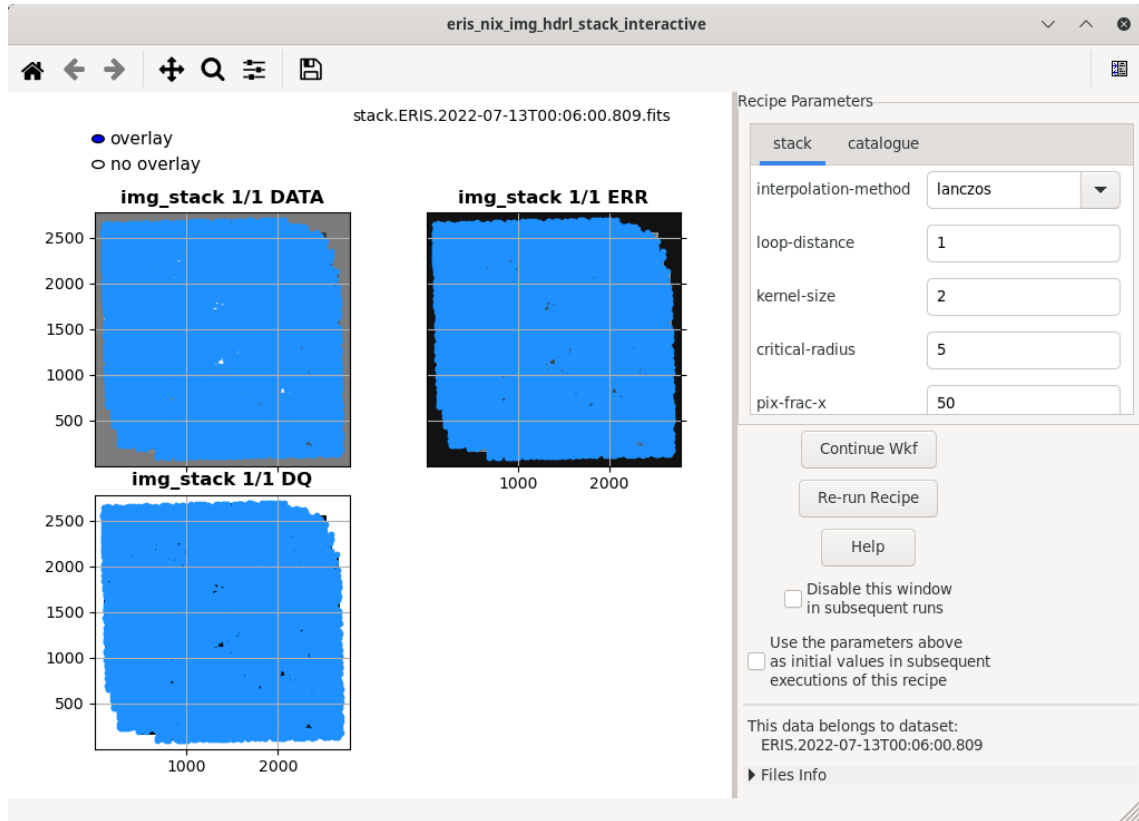 eris_nix_img_hdrl_stack_interactive
stack.ERIS.2022-07-13T00:06:00.809.fits
overlay
no overlay
img_stack 1/1 DATA
2500
2000
1500
1000
500
img_stack 1/1 ERR
1000 2000
img_stack 1/1 DQ
2500
2000
1500
1000
500
1000 2000
Recipe Parameters
stack catalogue
interpolation-method lanczos
loop-distance 1
kernel-size 2
critical-radius 5
pix-frac-x 50
Continue Wkf
Re-run Recipe
Help
Disable this window
in subsequent runs
Use the parameters above
as initial values in subsequent
executions of this recipe
This data belongs to dataset:
ERIS.2022-07-13T00:06:00.809
Files Info